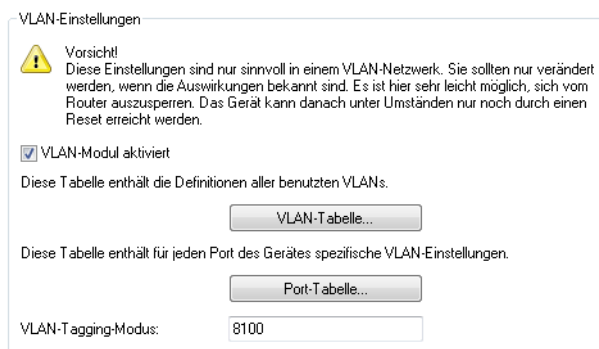 VLAN-Einstellungen
Vorsicht!
Diese Einstellungen sind nur sinnvoll in einem VLAN-Netzwerk. Sie sollten nur verändert
werden, wenn die Auswirkungen bekannt sind. Es ist hier sehr leicht möglich, sich vom
Router auszusperren. Das Gerät kann danach unter Umständen nur noch durch einen
Reset erreicht werden.
VLAN-Modul aktiviert
Diese Tabelle enthält die Definitionen aller benutzten VLANs.
VLAN-Tabelle...
Diese Tabelle enthält für jeden Port des Gerätes spezifische VLAN-Einstellungen.
Port-Tabelle...
VLAN-Tagging-Modus: 8100